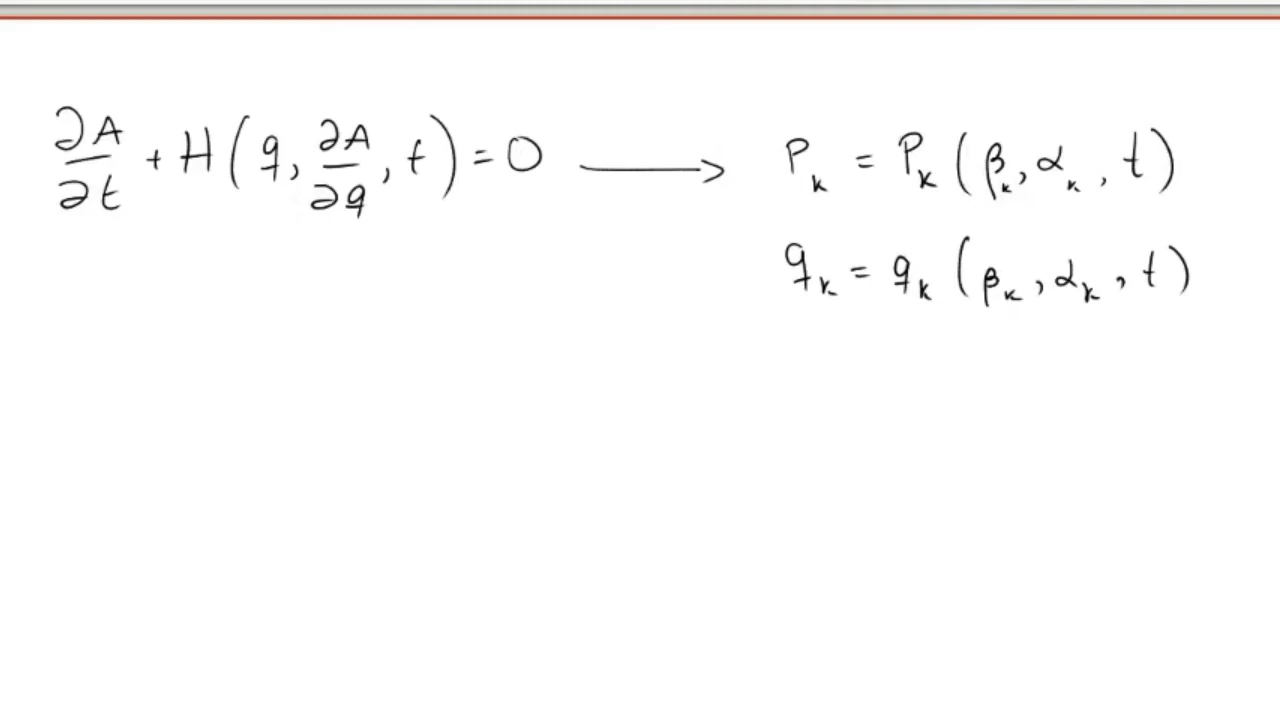 ∂A/∂t + H(q, ∂A/∂q, t) = 0 ⟶ P_k = P_k (β_k, α_k, t)
q_k = q_k (β_k, α_k, t)